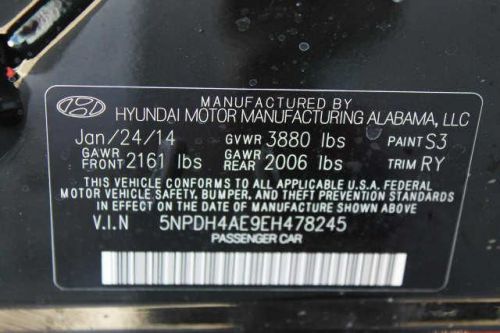 MANUFACTURED BY
HYUNDAI MOTOR MANUFACTURING ALABAMA, LLC
Jan/24/14 GVWR 3880 lbs PAINT S3
GAWR FRONT 2161 lbs GAWR REAR 2006 lbs TRIM RY
THIS VEHICLE CONFORMS TO ALL APPLICABLE U.S.A. FEDERAL
MOTOR VEHICLE SAFETY, BUMPER, AND THEFT PREVENTION STANDARDS
IN EFFECT ON THE DATE OF MANUFACTURE SHOWN ABOVE
V.I.N 5NPDH4AE9EH478245
PASSENGER CAR